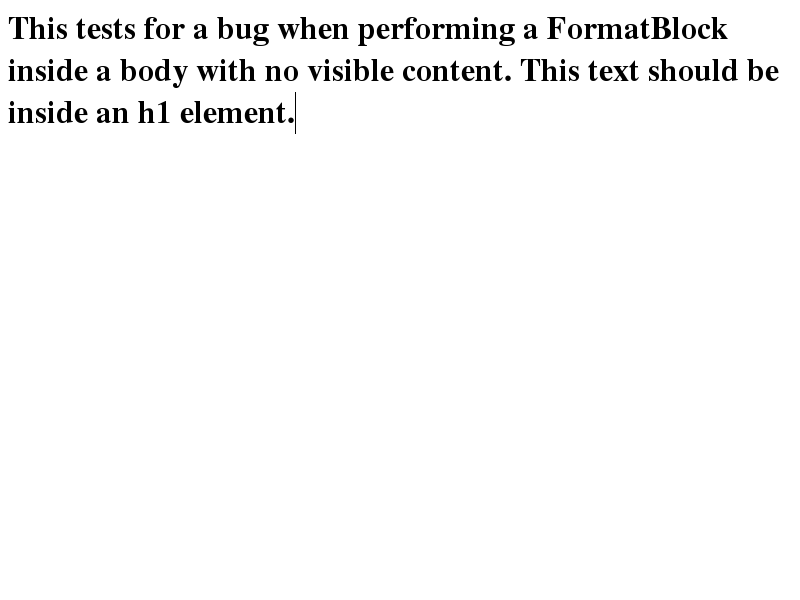 This tests for a bug when performing a FormatBlock
inside a body with no visible content. This text should be
inside an h1 element.